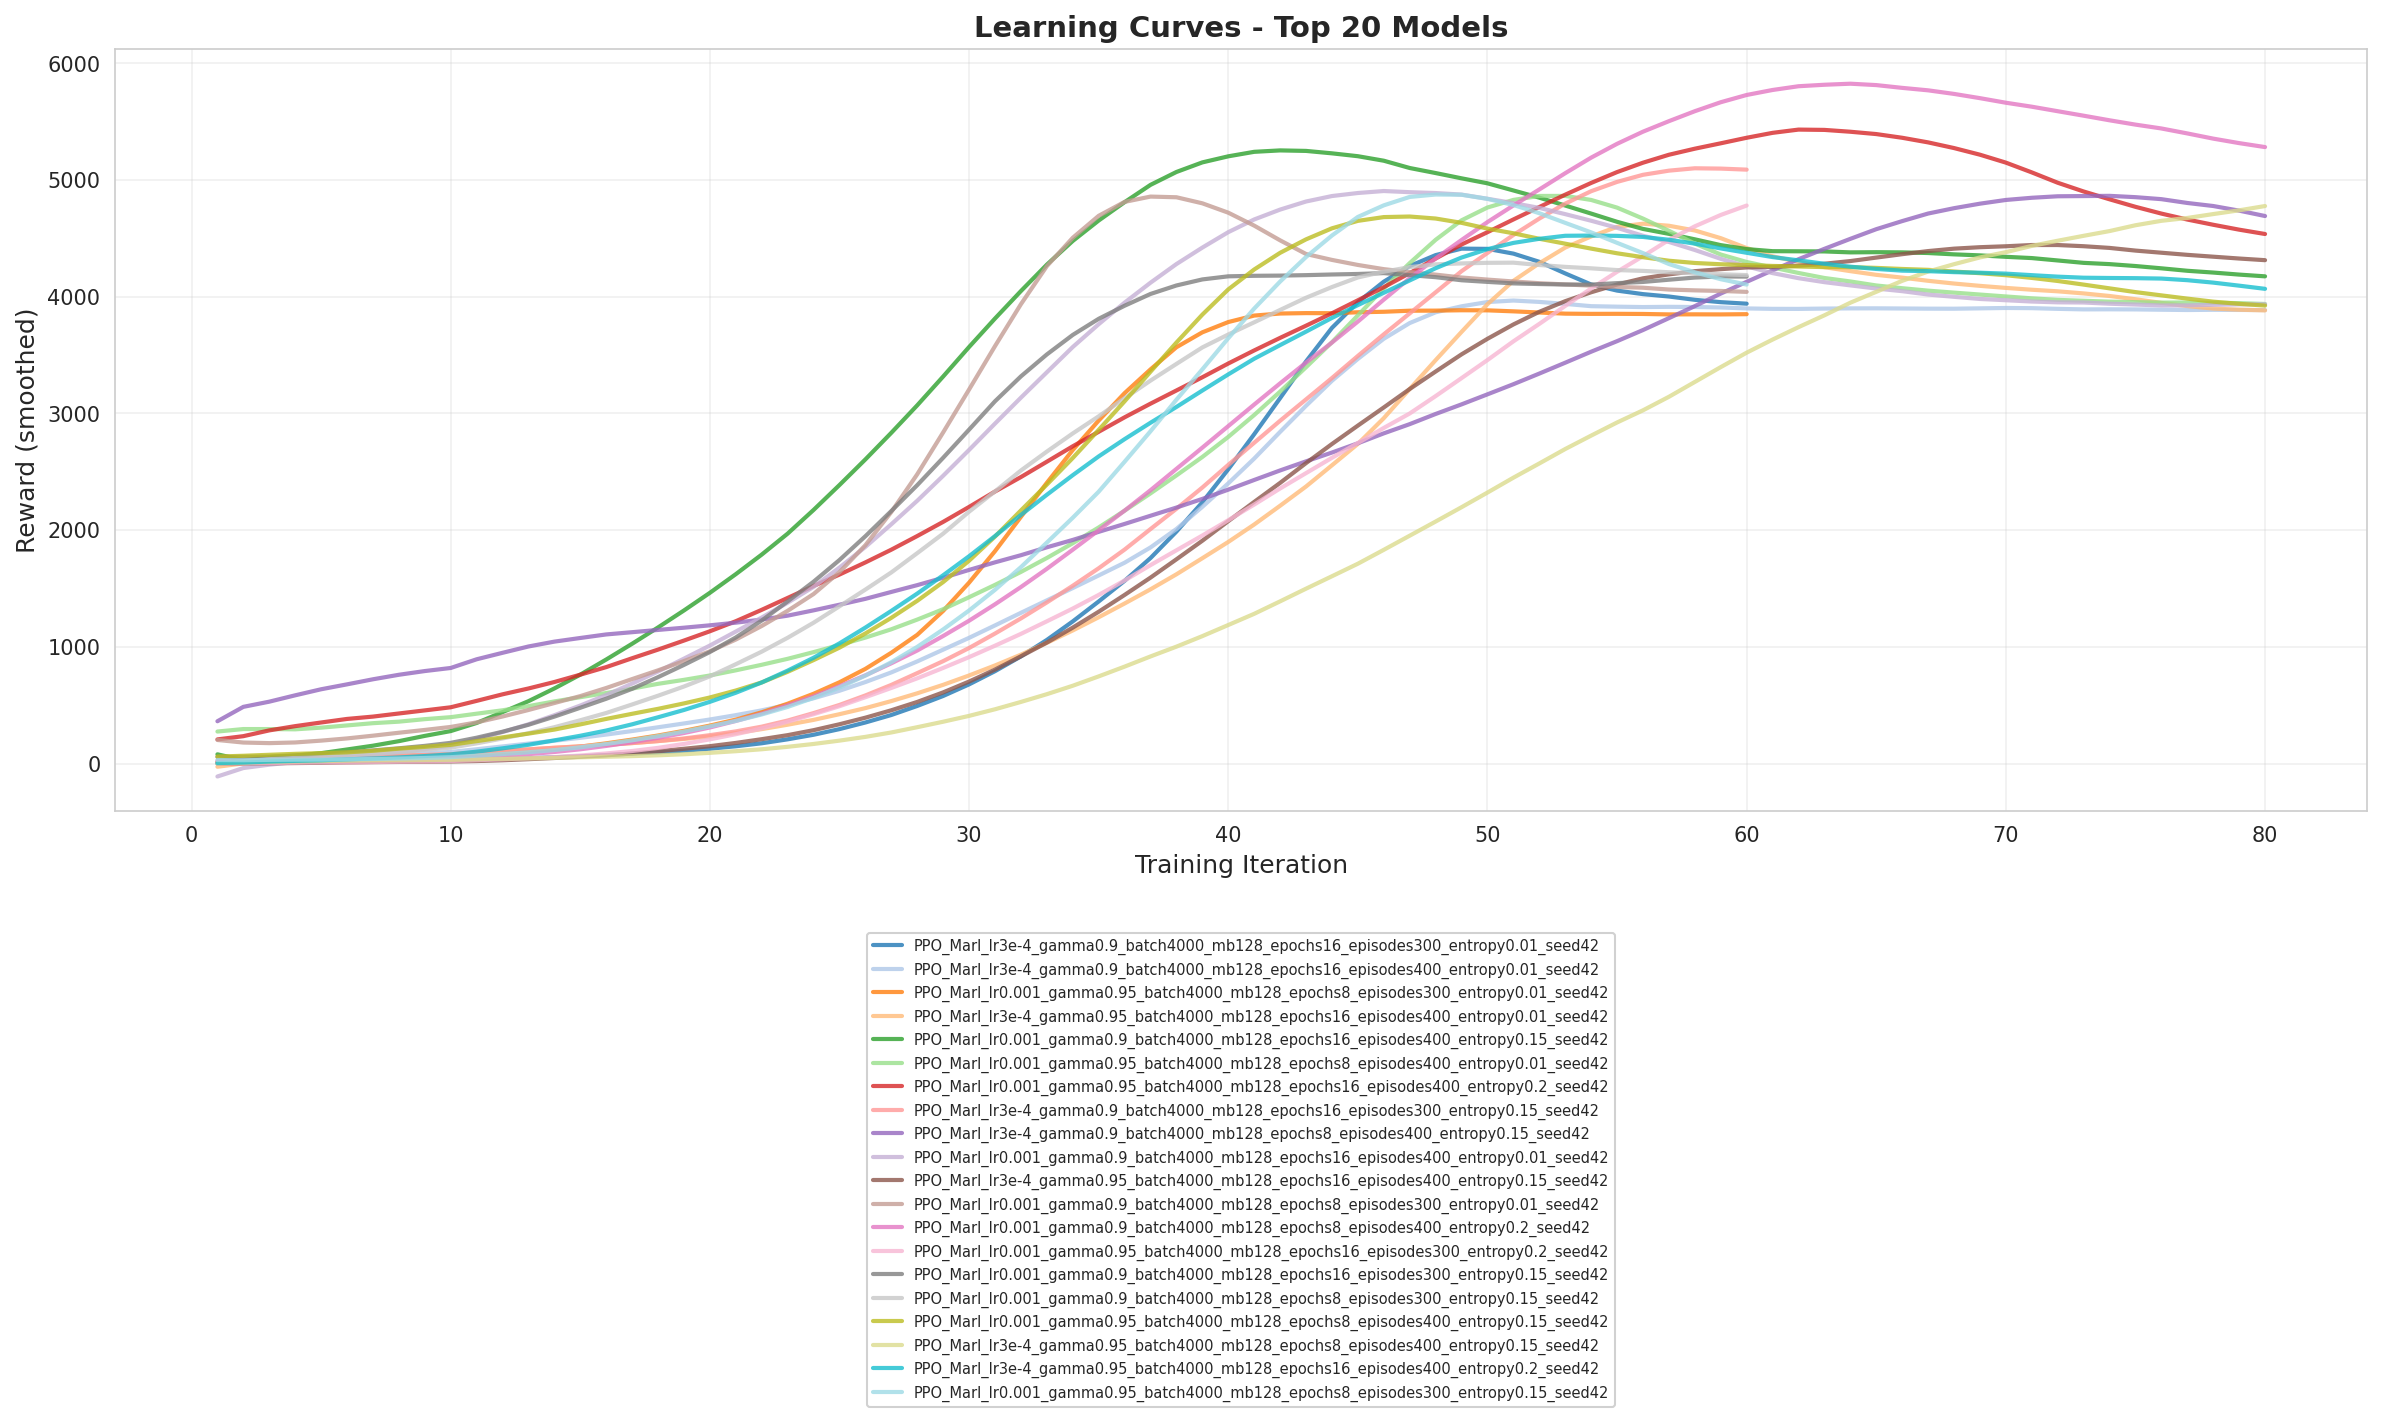 Learning Curves - Top 20 Models
Reward (smoothed)
6000
5000
4000
3000
2000
1000
0
0 10 20 30 40 50 60 70 80
Training Iteration
PPO_Marl_lr3e-4_gamma0.9_batch4000_mb128_epochs16_episodes300_entropy0.01_seed42
PPO_Marl_lr3e-4_gamma0.9_batch4000_mb128_epochs16_episodes400_entropy0.01_seed42
PPO_Marl_lr0.001_gamma0.95_batch4000_mb128_epochs8_episodes300_entropy0.01_seed42
PPO_Marl_lr3e-4_gamma0.95_batch4000_mb128_epochs16_episodes400_entropy0.01_seed42
PPO_Marl_lr0.001_gamma0.9_batch4000_mb128_epochs16_episodes400_entropy0.15_seed42
PPO_Marl_lr0.001_gamma0.95_batch4000_mb128_epochs8_episodes400_entropy0.01_seed42
PPO_Marl_lr0.001_gamma0.95_batch4000_mb128_epochs16_episodes400_entropy0.2_seed42
PPO_Marl_lr3e-4_gamma0.9_batch4000_mb128_epochs16_episodes300_entropy0.15_seed42
PPO_Marl_lr3e-4_gamma0.9_batch4000_mb128_epochs8_episodes400_entropy0.15_seed42
PPO_Marl_lr0.001_gamma0.9_batch4000_mb128_epochs16_episodes400_entropy0.01_seed42
PPO_Marl_lr3e-4_gamma0.95_batch4000_mb128_epochs16_episodes400_entropy0.15_seed42
PPO_Marl_lr0.001_gamma0.9_batch4000_mb128_epochs8_episodes300_entropy0.01_seed42
PPO_Marl_lr0.001_gamma0.9_batch4000_mb128_epochs8_episodes400_entropy0.2_seed42
PPO_Marl_lr0.001_gamma0.95_batch4000_mb128_epochs16_episodes300_entropy0.2_seed42
PPO_Marl_lr0.001_gamma0.9_batch4000_mb128_epochs16_episodes300_entropy0.15_seed42
PPO_Marl_lr0.001_gamma0.9_batch4000_mb128_epochs8_episodes300_entropy0.15_seed42
PPO_Marl_lr0.001_gamma0.95_batch4000_mb128_epochs8_episodes400_entropy0.15_seed42
PPO_Marl_lr3e-4_gamma0.95_batch4000_mb128_epochs8_episodes400_entropy0.15_seed42
PPO_Marl_lr3e-4_gamma0.95_batch4000_mb128_epochs16_episodes400_entropy0.2_seed42
PPO_Marl_lr0.001_gamma0.95_batch4000_mb128_epochs8_episodes300_entropy0.15_seed42